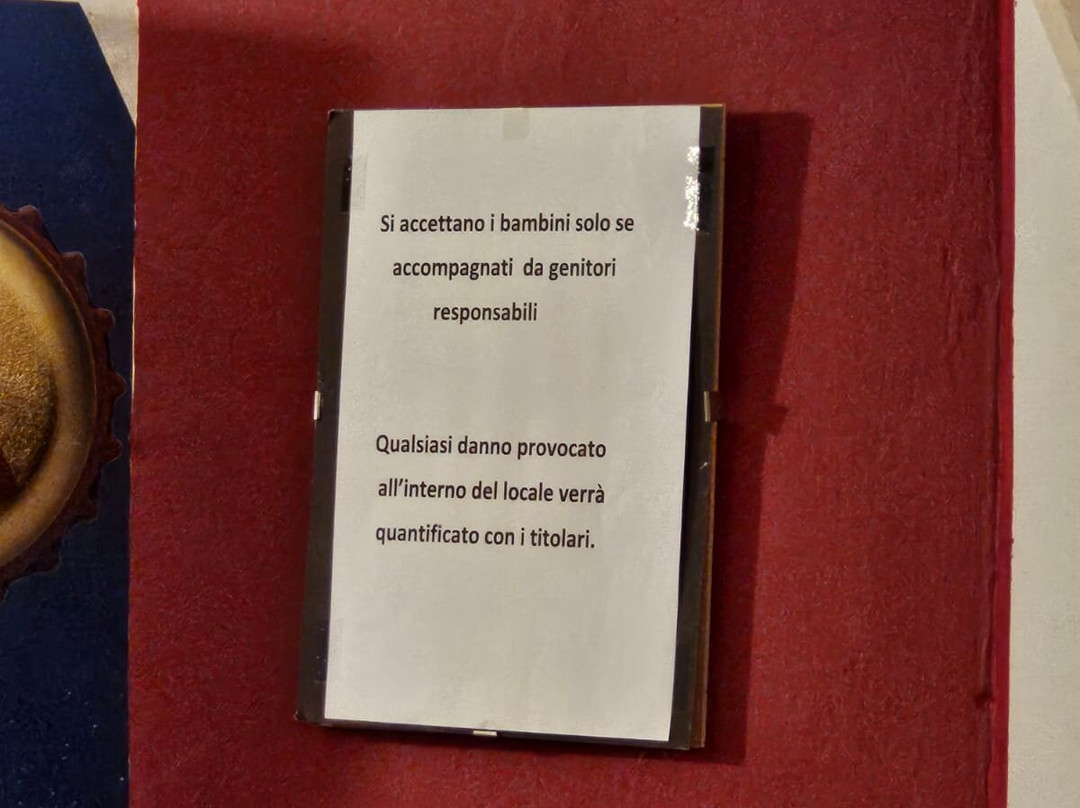 Si accettano i bambini solo se
accompagnati da genitori
responsabili
Qualsiasi danno provocato
all'interno del locale verrà
quantificato con i titolari.